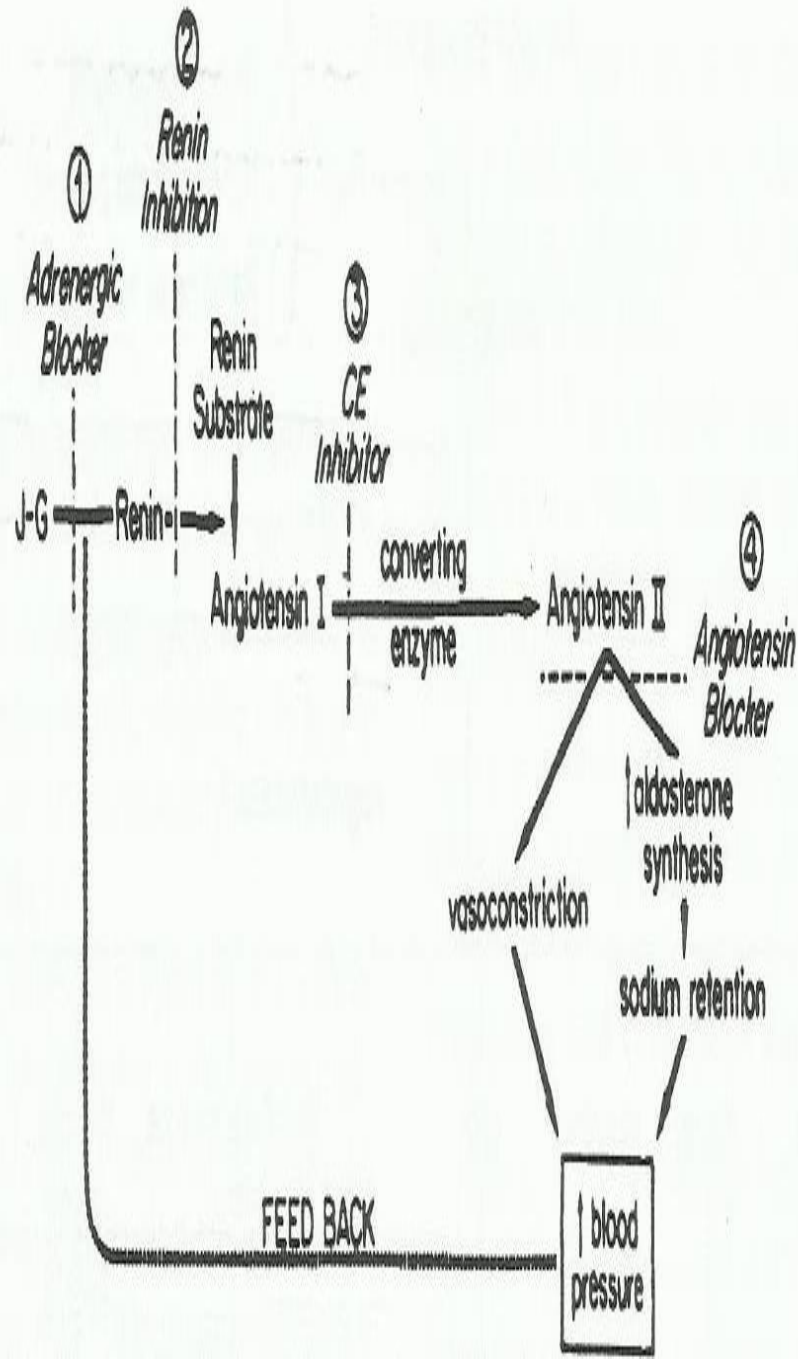 ②
Renin
Inhibition
①
Adrenergic
Blocker
③
CE
Inhibitor
Renin
Substrate
J-G
Renin
Angiotensin I
converting
enzyme
Angiotensin II
④
Angiotensin
Blocker
↑aldosterone
synthesis
vasoconstriction
sodium retention
FEED BACK
↑ blood
pressure